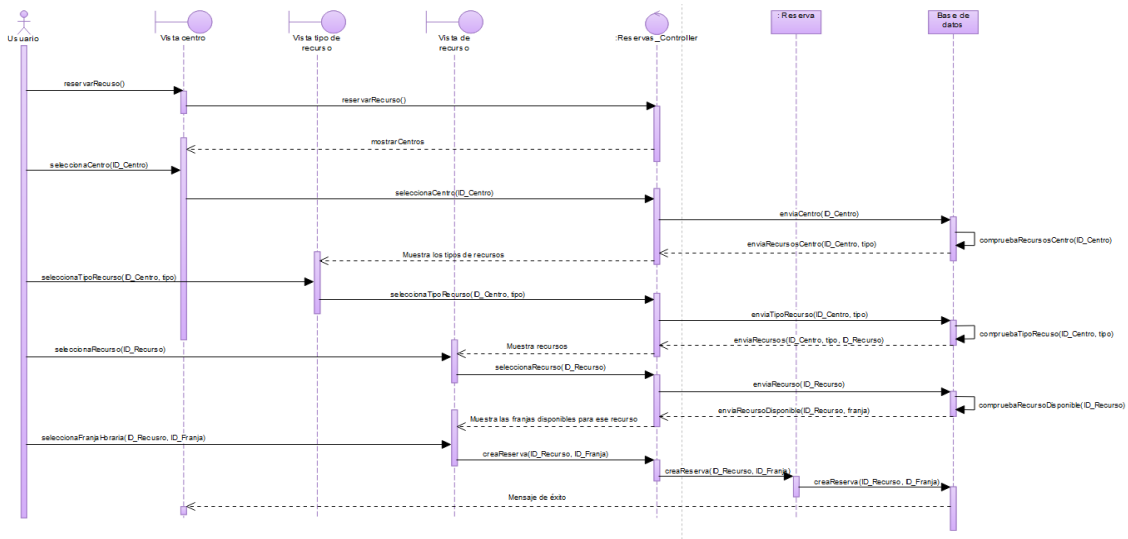 Usuario
Vista centro
Vista tipo de
recurso
Vista de
recurso
:Reservas_Controller
: Reserva
Base de
datos
reservarRecuso()
reservarRecurso()
mostrarCentros
seleccionaCentro(ID_Centro)
seleccionaCentro(ID_Centro)
enviaCentro(ID_Centro)
compruebaRecursosCentro(ID_Centro)
enviaRecursosCentro(ID_Centro, tipo)
Muestra los tipos de recursos
seleccionaTipoRecurso(ID_Centro, tipo)
seleccionaTipoRecurso(ID_Centro, tipo)
enviaTipoRecurso(ID_Centro, tipo)
compruebaTipoRecuso(ID_Centro, tipo)
enviaRecursos(ID_Centro, tipo, ID_Recurso)
Muestra recursos
seleccionaRecurso(ID_Recurso)
seleccionaRecurso(ID_Recurso)
enviaRecurso(ID_Recurso)
compruebaRecursoDisponible(ID_Recurso)
enviaRecursoDisponible(ID_Recurso, franja)
Muestra las franjas disponibles para ese recurso
seleccionaFranjaHoraria(ID_Recusro, ID_Franja)
creaReserva(ID_Recurso, ID_Franja)
creaReserva(ID_Recurso, ID_Franja)
creaReserva(ID_Recurso, ID_Franja)
Mensaje de éxito